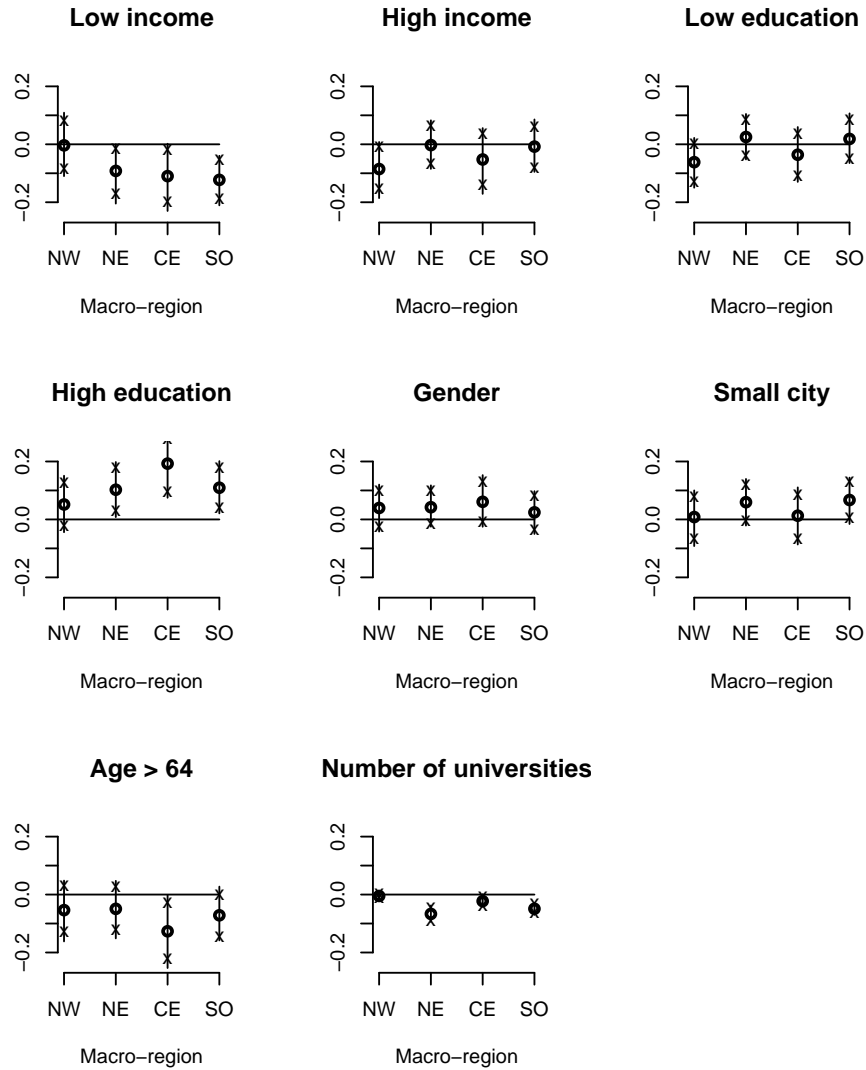 Low income High income Low education
0.2 0.2 0.2
0.0 0.0 0.0
−0.2 −0.2 −0.2
NW NE CE SO NW NE CE SO NW NE CE SO
Macro−region Macro−region Macro−region
High education Gender Small city
0.2 0.2 0.2
0.0 0.0 0.0
−0.2 −0.2 −0.2
NW NE CE SO NW NE CE SO NW NE CE SO
Macro−region Macro−region Macro−region
Age > 64 Number of universities
0.2 0.2
0.0 0.0
−0.2 −0.2
NW NE CE SO NW NE CE SO
Macro−region Macro−region